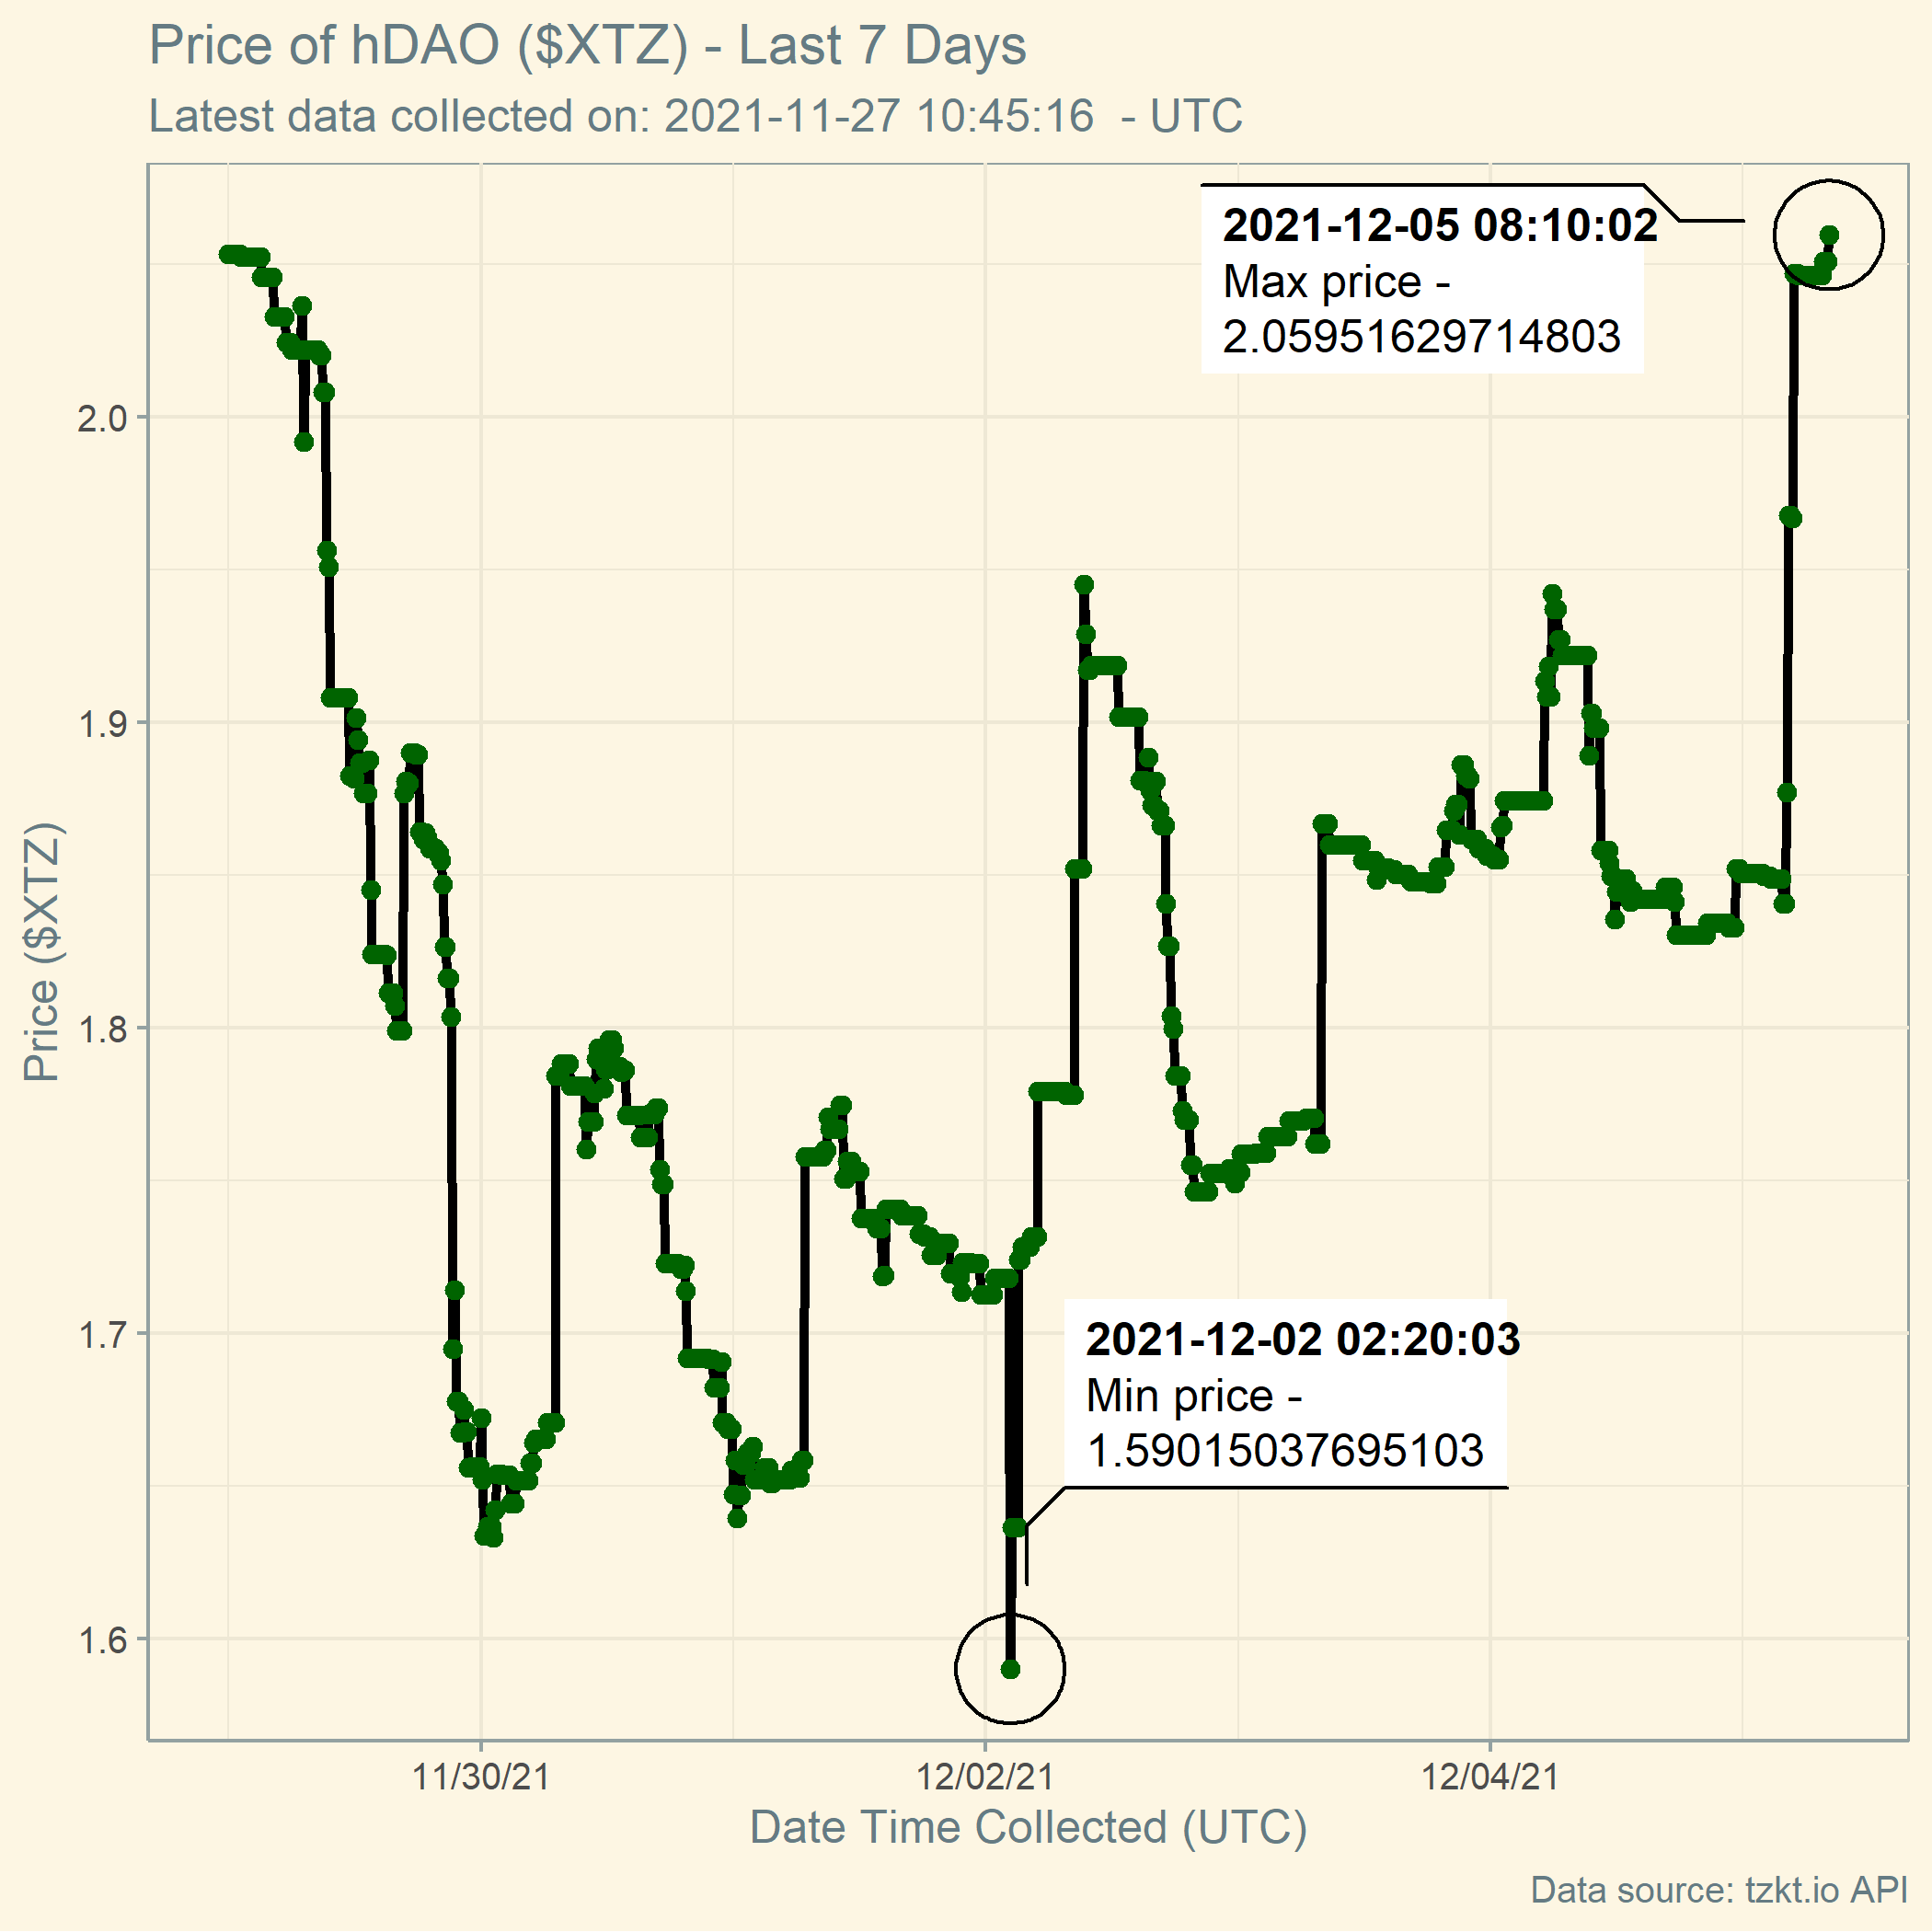 Price of hDAO ($XTZ) - Last 7 Days
Latest data collected on: 2021-11-27 10:45:16  - UTC
2021-12-05 08:10:02
Max price -
2.05951629714803
2.0
1.9
1.8
1.7
1.6
Price ($XTZ)
2021-12-02 02:20:03
Min price -
1.59015037695103
11/30/21
12/02/21
12/04/21
Date Time Collected (UTC)
Data source: tzkt.io API